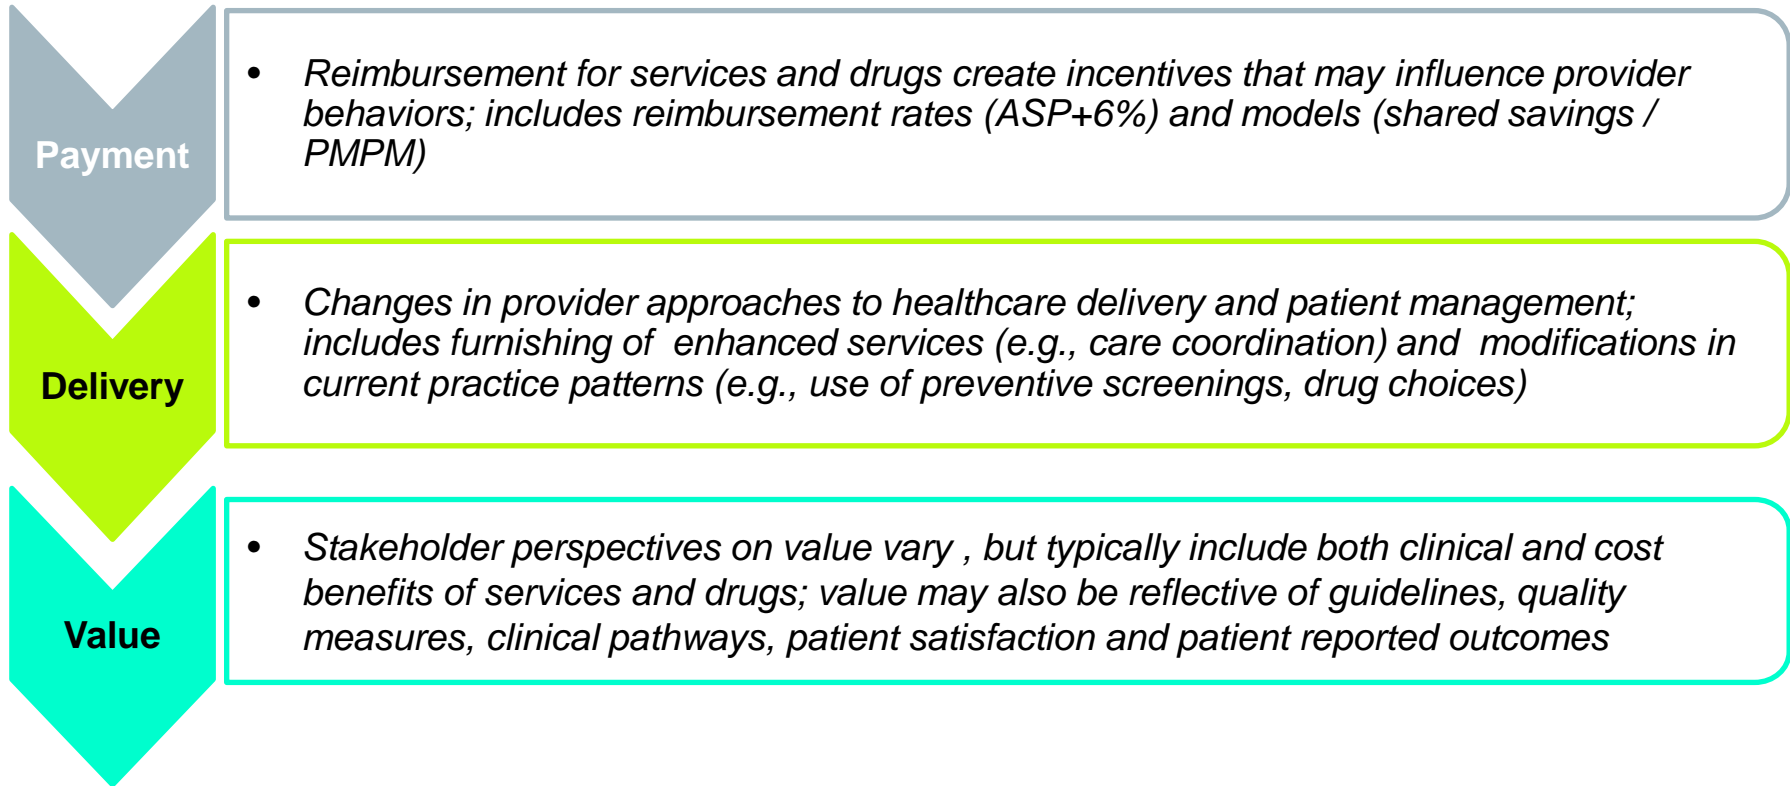 Payment
• Reimbursement for services and drugs create incentives that may influence provider
behaviors; includes reimbursement rates (ASP+6%) and models (shared savings /
PMPM)
Delivery
• Changes in provider approaches to healthcare delivery and patient management;
includes furnishing of  enhanced services (e.g., care coordination) and  modifications in
current practice patterns (e.g., use of preventive screenings, drug choices)
Value
• Stakeholder perspectives on value vary , but typically include both clinical and cost
benefits of services and drugs; value may also be reflective of guidelines, quality
measures, clinical pathways, patient satisfaction and patient reported outcomes